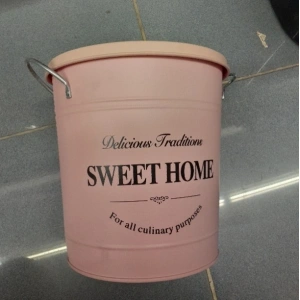 Delicious Traditions
SWEET HOME
For all culinary purposes